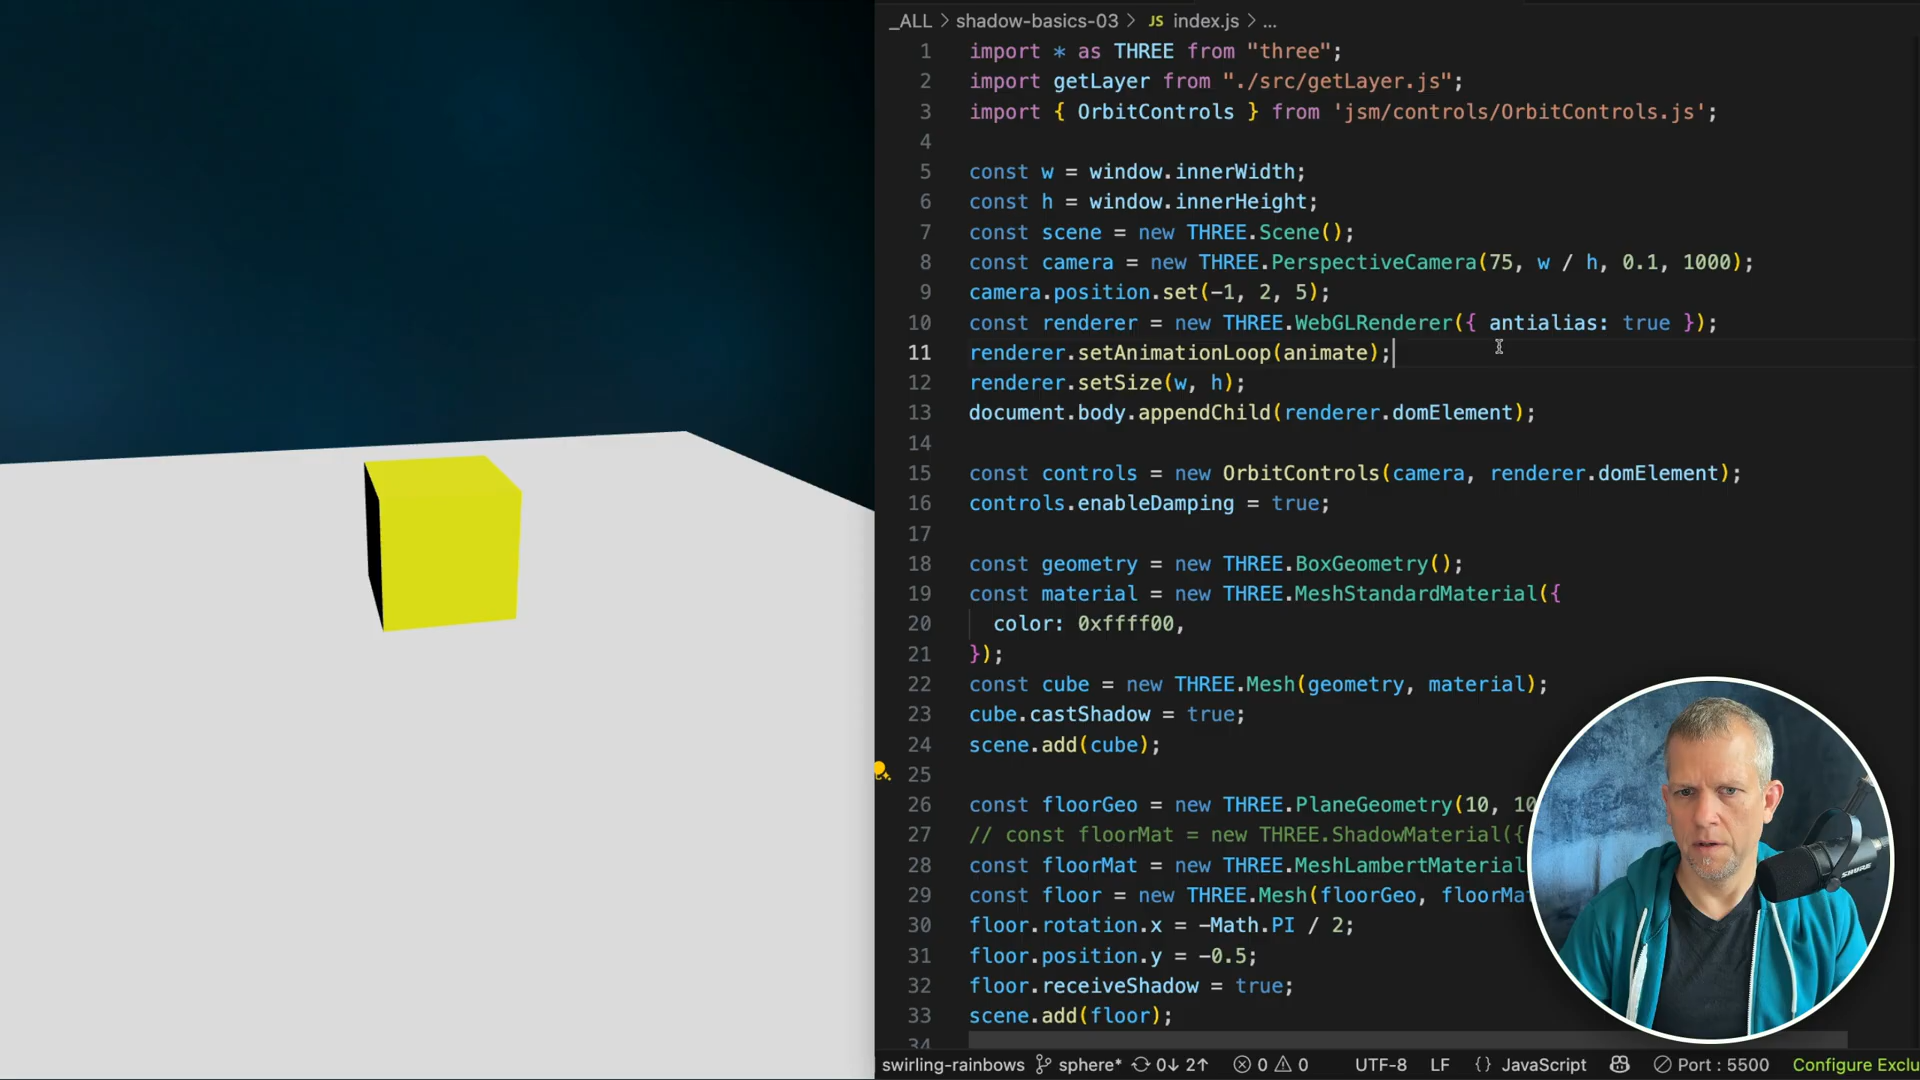 _ALL > shadow-basics-03 > JS index.js > ...
1 import * as THREE from "three";
2 import getLayer from "./src/getLayer.js";
3 import { OrbitControls } from 'jsm/controls/OrbitControls.js';
4
5 const w = window.innerWidth;
6 const h = window.innerHeight;
7 const scene = new THREE.Scene();
8 const camera = new THREE.PerspectiveCamera(75, w / h, 0.1, 1000);
9 camera.position.set(-1, 2, 5);
10 const renderer = new THREE.WebGLRenderer({ antialias: true });
11 renderer.setAnimationLoop(animate);
12 renderer.setSize(w, h);
13 document.body.appendChild(renderer.domElement);
14
15 const controls = new OrbitControls(camera, renderer.domElement);
16 controls.enableDamping = true;
17
18 const geometry = new THREE.BoxGeometry();
19 const material = new THREE.MeshStandardMaterial({
20 color: 0xffff00,
21 });
22 const cube = new THREE.Mesh(geometry, material);
23 cube.castShadow = true;
24 scene.add(cube);
25
26 const floorGeo = new THREE.PlaneGeometry(10, 10
27 // const floorMat = new THREE.ShadowMaterial({
28 const floorMat = new THREE.MeshLambertMaterial
29 const floor = new THREE.Mesh(floorGeo, floorMa
30 floor.rotation.x = -Math.PI / 2;
31 floor.position.y = -0.5;
32 floor.receiveShadow = true;
33 scene.add(floor);
34
SHURE
swirling-rainbows sphere* 0↓ 2↑ 0 0 UTF-8 LF {} JavaScript Port : 5500 Configure Exclu